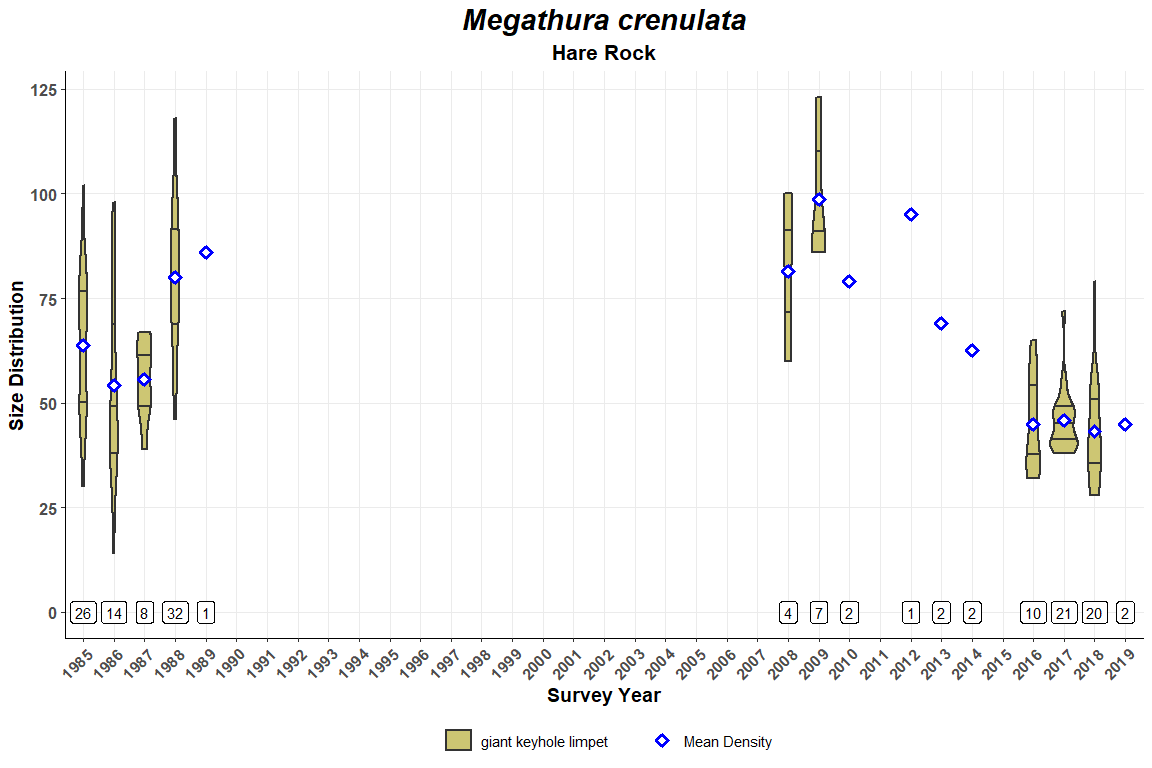 Megathura crenulata
Hare Rock
Size Distribution
125
100
75
50
25
0
26 14 8 32 1 4 7 2 1 2 2 10 21 20 2
1985 1986 1987 1988 1989 1990 1991 1992 1993 1994 1995 1996 1997 1998 1999 2000 2001 2002 2003 2004 2005 2006 2007 2008 2009 2010 2011 2012 2013 2014 2015 2016 2017 2018 2019
Survey Year
giant keyhole limpet Mean Density